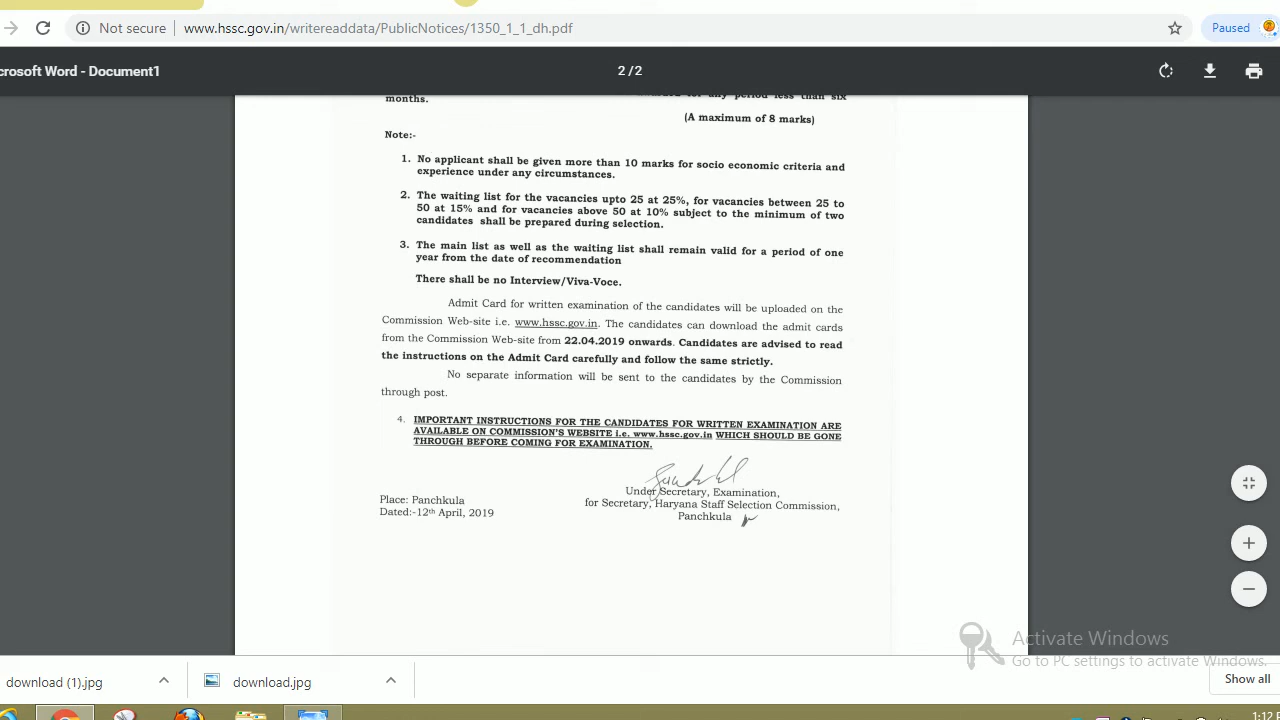 Not secure
www.hssc.gov.in/writereaddata/PublicNotices/1350_1_1_dh.pdf
Paused
crosoft Word - Document1
2 / 2
for any period less than six
months.
(A maximum of 8 marks)
Note:-
1. No applicant shall be given more than 10 marks for socio economic criteria and
experience under any circumstances.
2. The waiting list for the vacancies upto 25 at 25%, for vacancies between 25 to
50 at 15% and for vacancies above 50 at 10% subject to the minimum of two
candidates shall be prepared during selection.
3. The main list as well as the waiting list shall remain valid for a period of one
year from the date of recommendation
There shall be no Interview/Viva-Voce.
Admit Card for written examination of the candidates will be uploaded on the
Commission Web-site i.e. www.hssc.gov.in. The candidates can download the admit cards
from the Commission Web-site from 22.04.2019 onwards. Candidates are advised to read
the instructions on the Admit Card carefully and follow the same strictly.
No separate information will be sent to the candidates by the Commission
through post.
4. IMPORTANT INSTRUCTIONS FOR THE CANDIDATES FOR WRITTEN EXAMINATION ARE
AVAILABLE ON COMMISSION'S WEBSITE i.e. www.hssc.gov.in WHICH SHOULD BE GONE
THROUGH BEFORE COMING FOR EXAMINATION.
Under Secretary, Examination,
for Secretary, Haryana Staff Selection Commission,
Panchkula
Place: Panchkula
Dated:-12th April, 2019
Activate Windows
Go to PC settings to activate Windows.
download (1).jpg
download.jpg
Show all
1:12 P